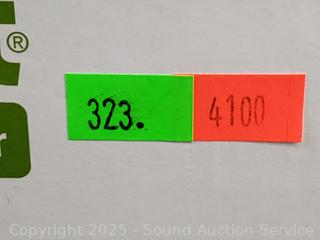 ®
323. 4100
r
Copyright © 2025 - Sound Auction Service